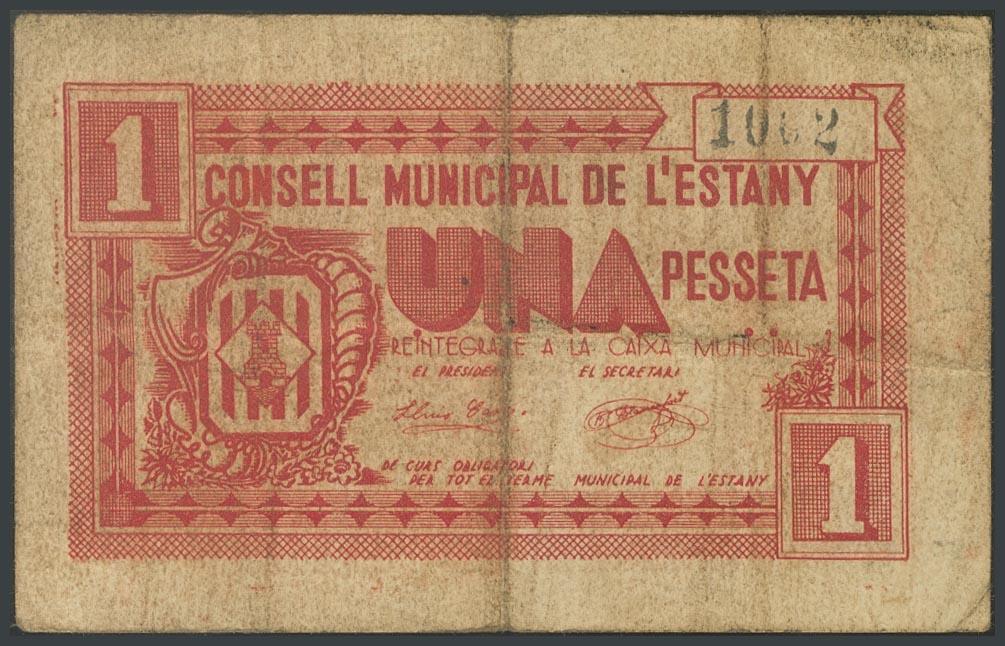 1
CONSELL MUNICIPAL DE L'ESTANY
UNA PESSETA
REINTEGRABLE A LA CAIXA MUNICIPAL
EL PRESIDENT EL SECRETARI
DE CURS OBLIGATORI
PER TOT EL TERME MUNICIPAL DE L'ESTANY
1